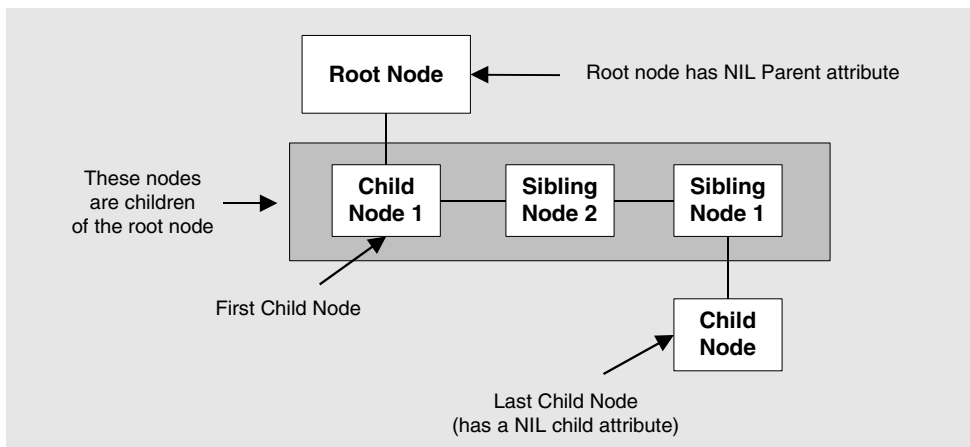 Root Node
Root node has NIL Parent attribute
These nodes
are children
of the root node
Child
Node 1
Sibling
Node 2
Sibling
Node 1
First Child Node
Child
Node
Last Child Node
(has a NIL child attribute)